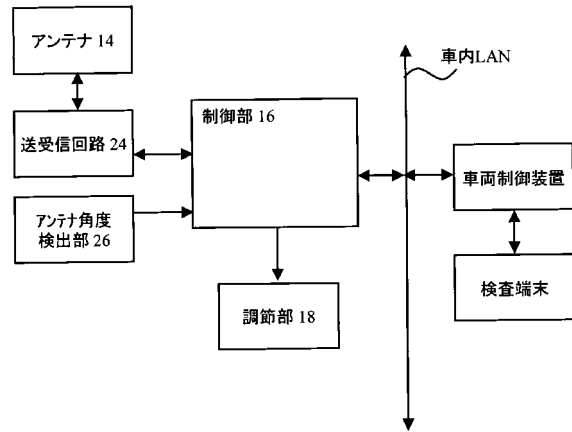 アンテナ 14
車内LAN
制御部 16
送受信回路 24
車両制御装置
アンテナ角度
検出部 26
検査端末
調節部 18